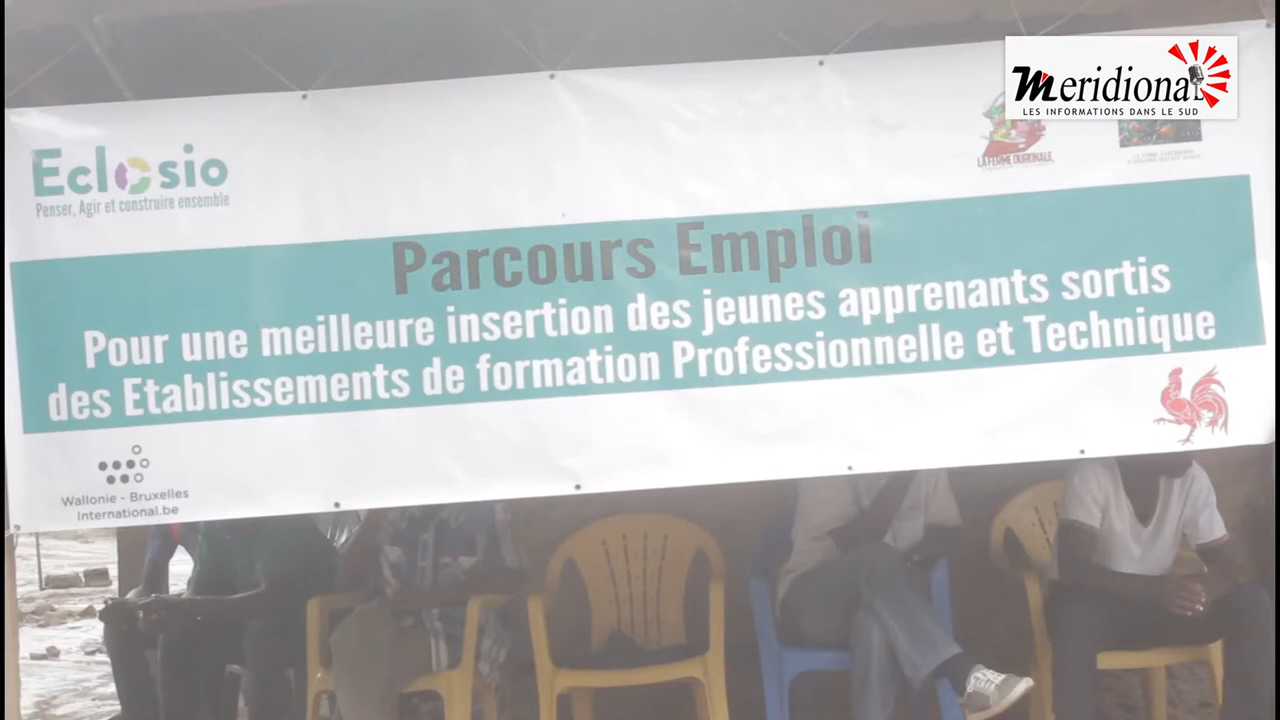 Meridional
LES INFORMATIONS DANS LE SUD
Eclosio
Penser, Agir et construire ensemble
LA FERME
Parcours Emploi
Pour une meilleure insertion des jeunes apprenants sortis
des Etablissements de formation Professionnelle et Technique
Wallonie - Bruxelles
International.be